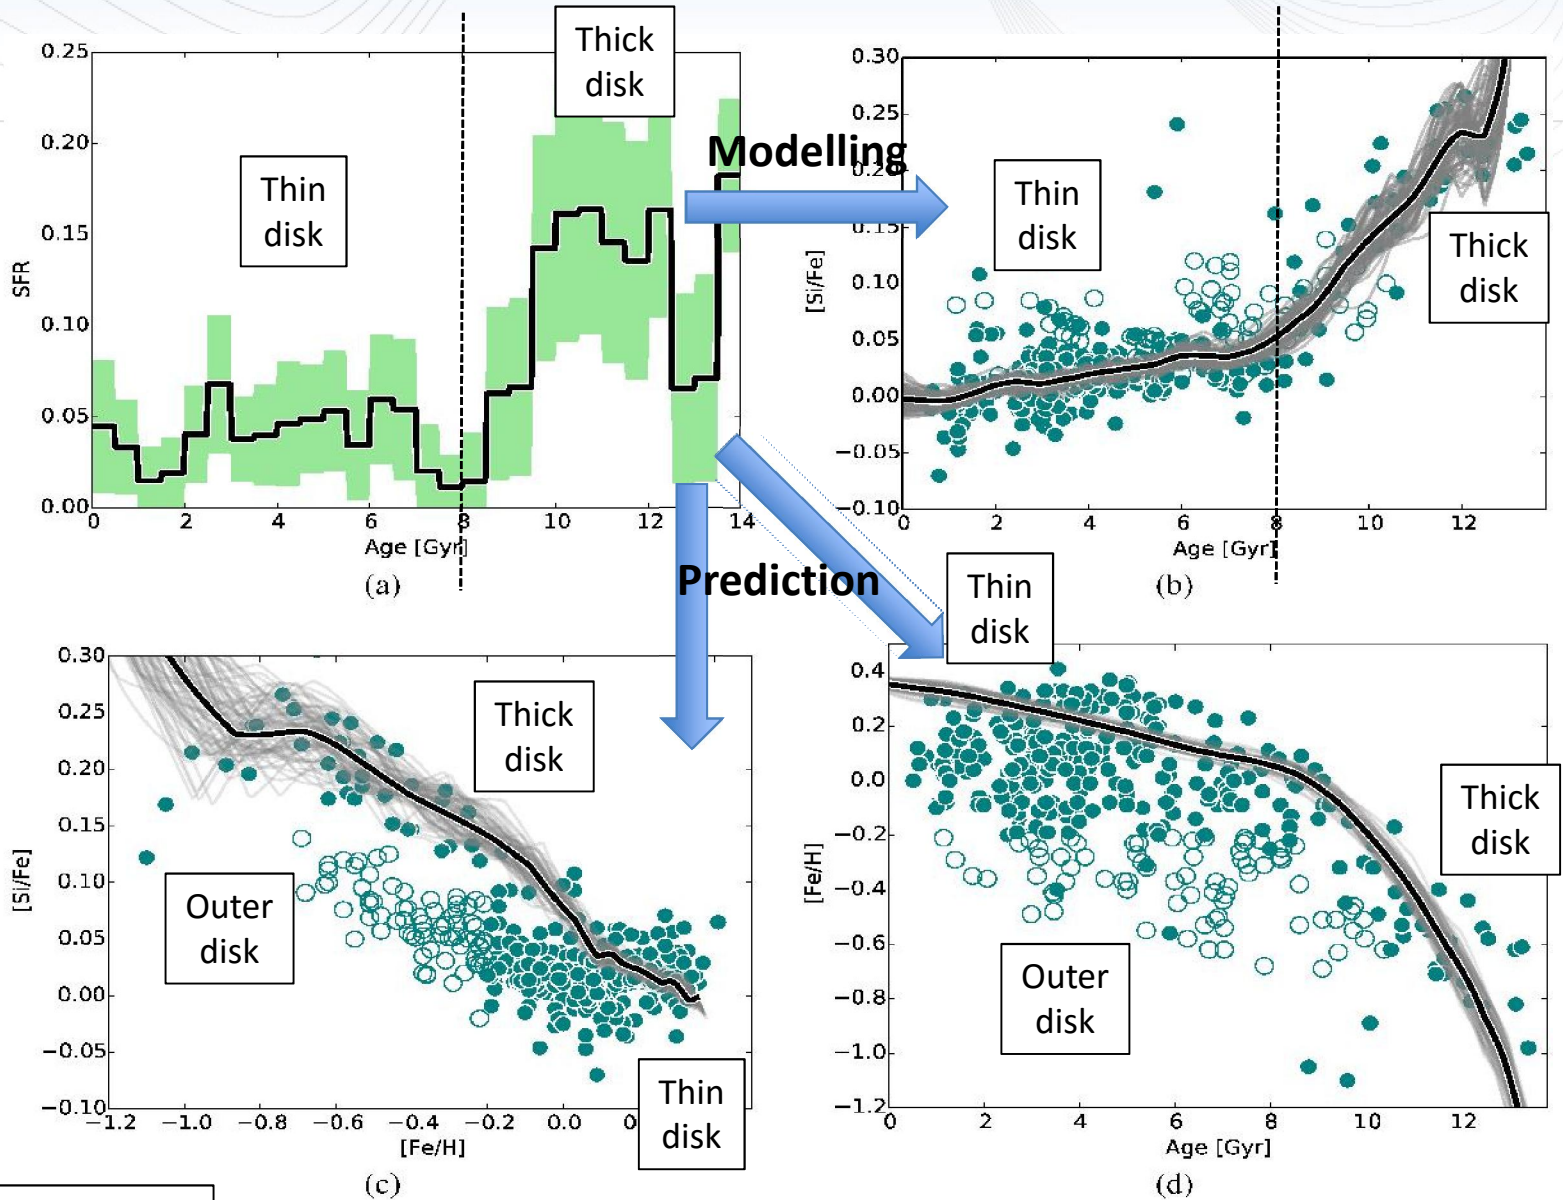 Thick
disk
Thin
disk
0.25
0.20
0.15
0.10
0.05
0.00
SFR
0 2 4 6 8 10 12 14
Age [Gyr]
(a)
Modelling
Thin
disk
Thick
disk
0.30
0.25
0.20
0.15
0.10
0.05
0.00
−0.05
−0.10
[Si/Fe]
0 2 4 6 8 10 12
Age [Gyr]
(b)
Prediction
Thick
disk
Outer
disk
Thin
disk
0.30
0.25
0.20
0.15
0.10
0.05
0.00
−0.05
−0.10
[Si/Fe]
−1.2 −1.0 −0.8 −0.6 −0.4 −0.2 0.0
[Fe/H]
(c)
Thin
disk
Thick
disk
Outer
disk
0.4
0.2
0.0
−0.2
−0.4
−0.6
−0.8
−1.0
−1.2
[Fe/H]
0 2 4 6 8 10 12
Age [Gyr]
(d)